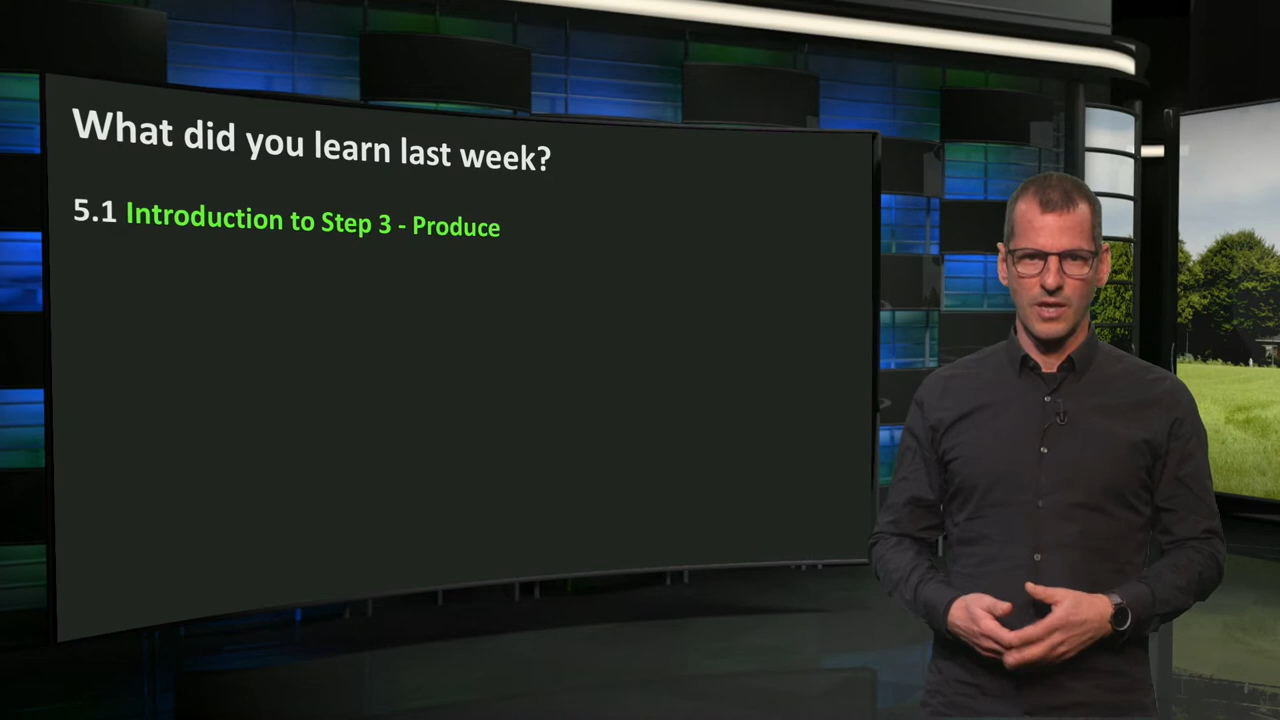 What did you learn last week?
5.1 Introduction to Step 3 - Produce